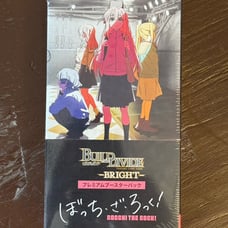 BUILD DIVIDE
-BRIGHT-
プレミアムブースターパック
ぼっち・ざ・ろっく!
BOCCHI THE ROCK!